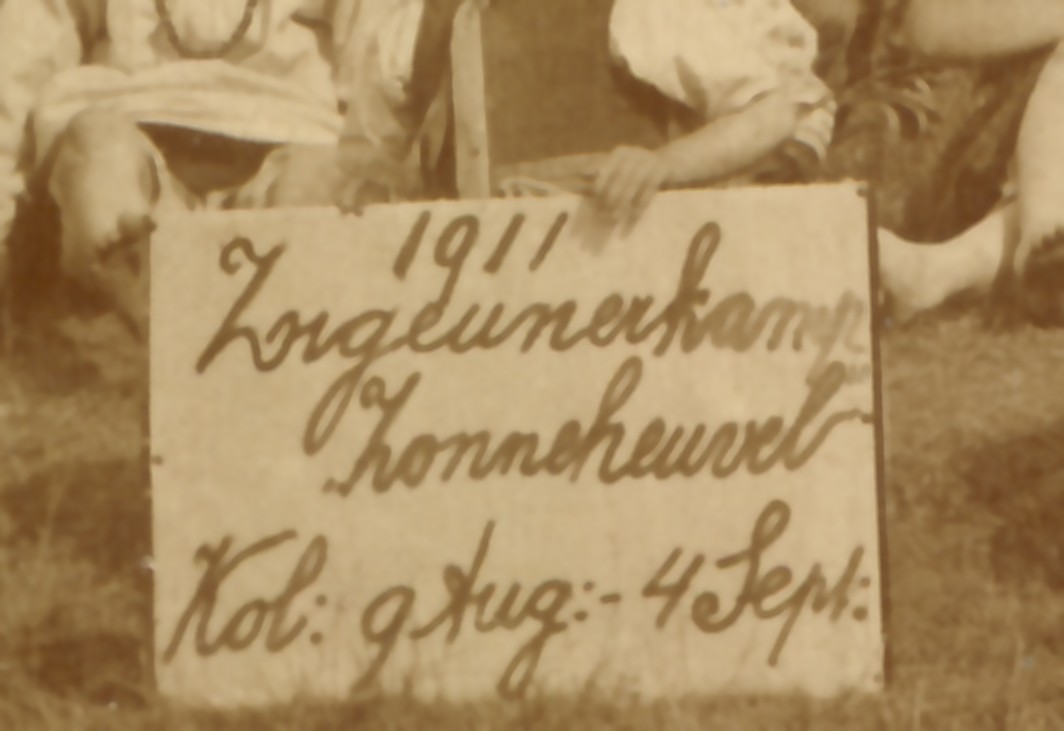 1911
Zigeunerkamp
Zonneheuvel
Kol: 9 Aug:- 4 Sept: